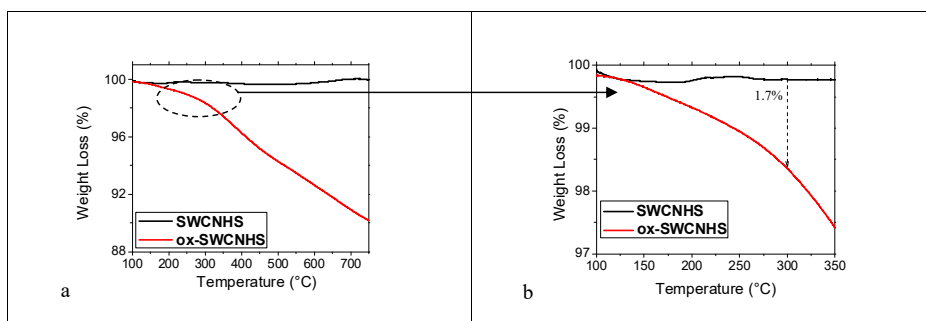 100
96
92
88
Weight Loss (%)
SWCNHS
ox-SWCNHS
100 200 300 400 500 600 700
Temperature (°C)
a
100
99
98
97
Weight Loss (%)
1.7%
SWCNHS
ox-SWCNHS
100 150 200 250 300 350
Temperature (°C)
b